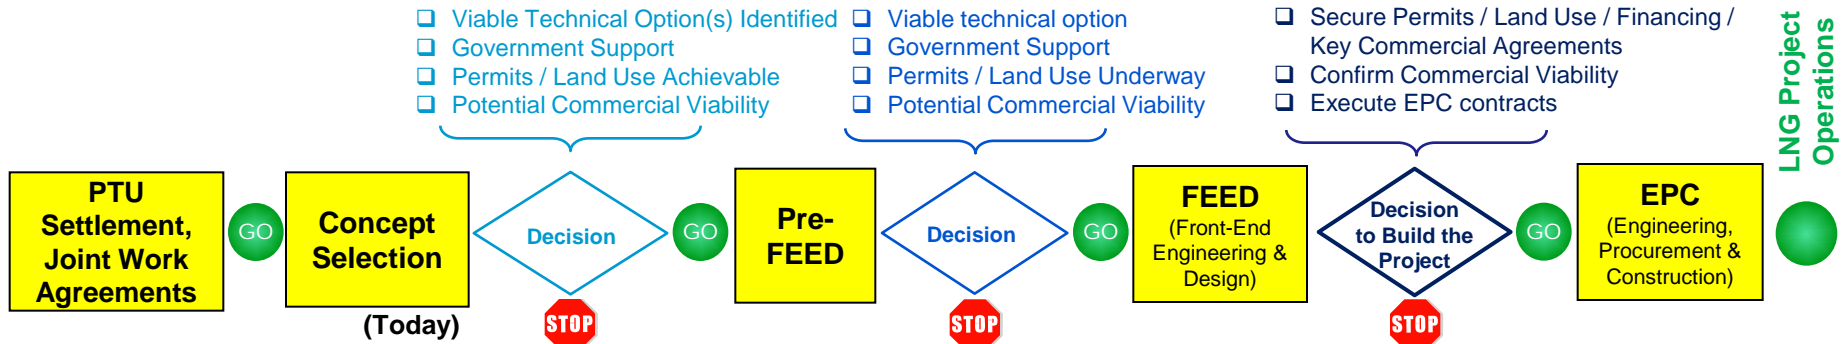 Viable Technical Option(s) Identified
Government Support
Permits / Land Use Achievable
Potential Commercial Viability
Viable technical option
Government Support
Permits / Land Use Underway
Potential Commercial Viability
Secure Permits / Land Use / Financing /
Key Commercial Agreements
Confirm Commercial Viability
Execute EPC contracts
LNG Project
Operations
PTU
Settlement,
Joint Work
Agreements
GO
Concept
Selection
(Today)
Decision
STOP
GO
Pre-
FEED
Decision
STOP
GO
FEED
(Front-End
Engineering &
Design)
Decision
to Build the
Project
STOP
GO
EPC
(Engineering,
Procurement &
Construction)